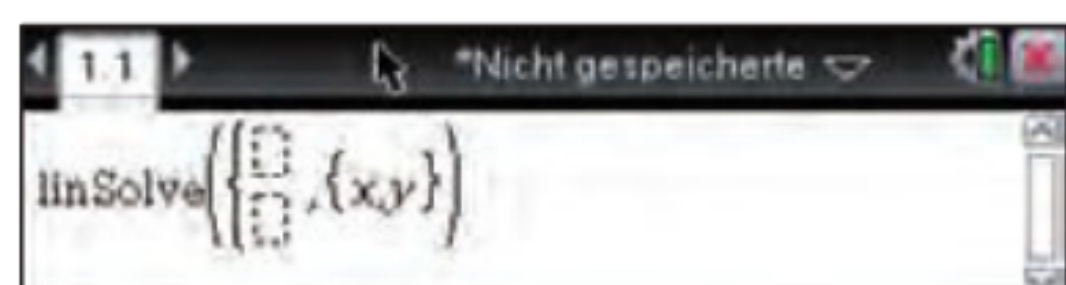 1.1 *Nicht gespeicherte
linSolve({ ,{x,y})